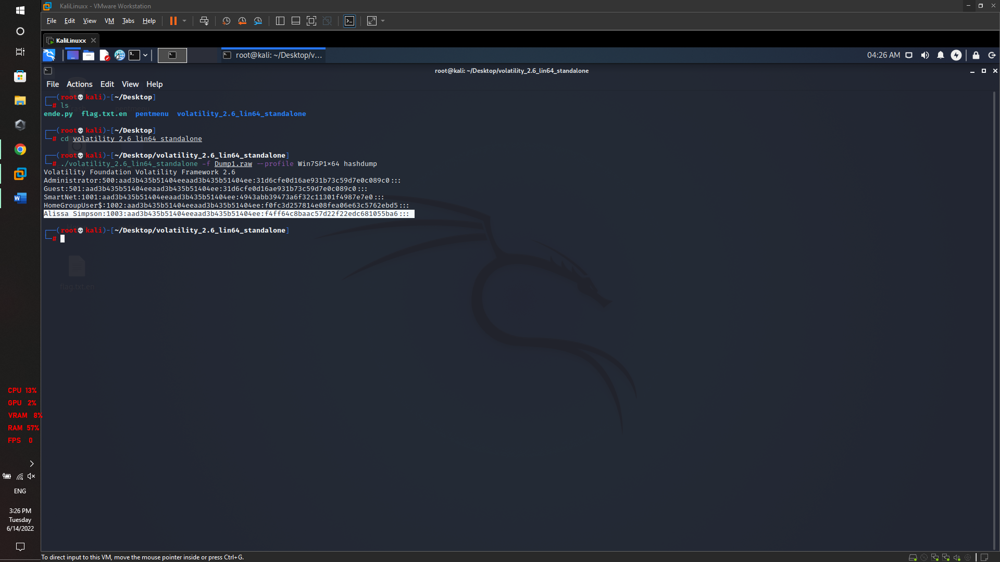 KaliLinuxx - VMware Workstation
File Edit View VM Tabs Help
KaliLinuxx
root@kali: ~/Desktop/v...
04:26 AM
root@kali: ~/Desktop/volatility_2.6_lin64_standalone
File Actions Edit View Help
┌──(root💀kali)-[~/Desktop]
└─# ls
ende.py flag.txt.en pentmenu volatility_2.6_lin64_standalone
┌──(root💀kali)-[~/Desktop]
└─# cd volatility_2.6_lin64_standalone
┌──(root💀kali)-[~/Desktop/volatility_2.6_lin64_standalone]
└─# ./volatility_2.6_lin64_standalone -f Dump1.raw --profile Win7SP1×64 hashdump
Volatility Foundation Volatility Framework 2.6
Administrator:500:aad3b435b51404eeaad3b435b51404ee:31d6cfe0d16ae931b73c59d7e0c089c0:::
Guest:501:aad3b435b51404eeaad3b435b51404ee:31d6cfe0d16ae931b73c59d7e0c089c0:::
SmartNet:1001:aad3b435b51404eeaad3b435b51404ee:4943abb39473a6f32c11301f4987e7e0:::
HomeGroupUser$:1002:aad3b435b51404eeaad3b435b51404ee:f0fc3d257814e08fea06e63c5762ebd5:::
Alissa Simpson:1003:aad3b435b51404eeaad3b435b51404ee:f4ff64c8baac57d22f22edc681055ba6:::
┌──(root💀kali)-[~/Desktop/volatility_2.6_lin64_standalone]
└─#
flag.txt.en
CPU 13%
GPU 2%
VRAM 8%
RAM 57%
FPS 0
ENG
3:26 PM
Tuesday
6/14/2022
To direct input to this VM, move the mouse pointer inside or press Ctrl+G.